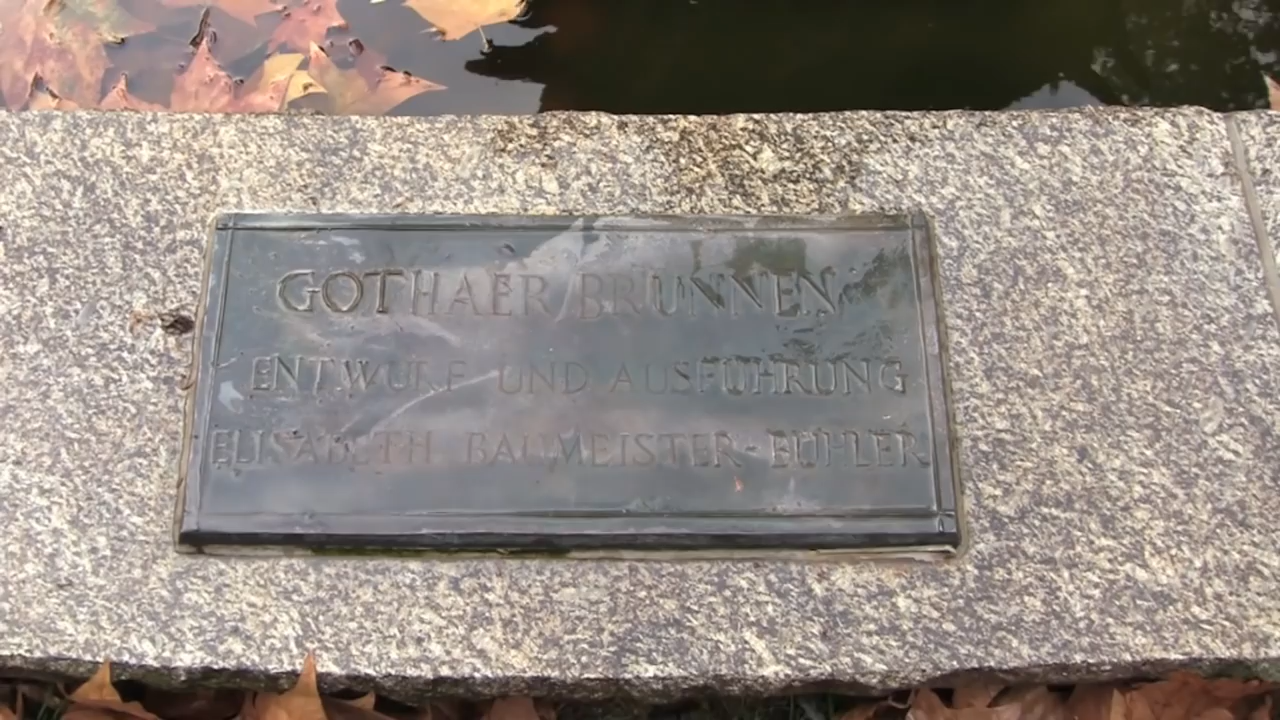 GOTHAER BRUNNEN
ENTWURF UND AUSFÜHRUNG
ELISABETH BAUMEISTER-BÜHLER